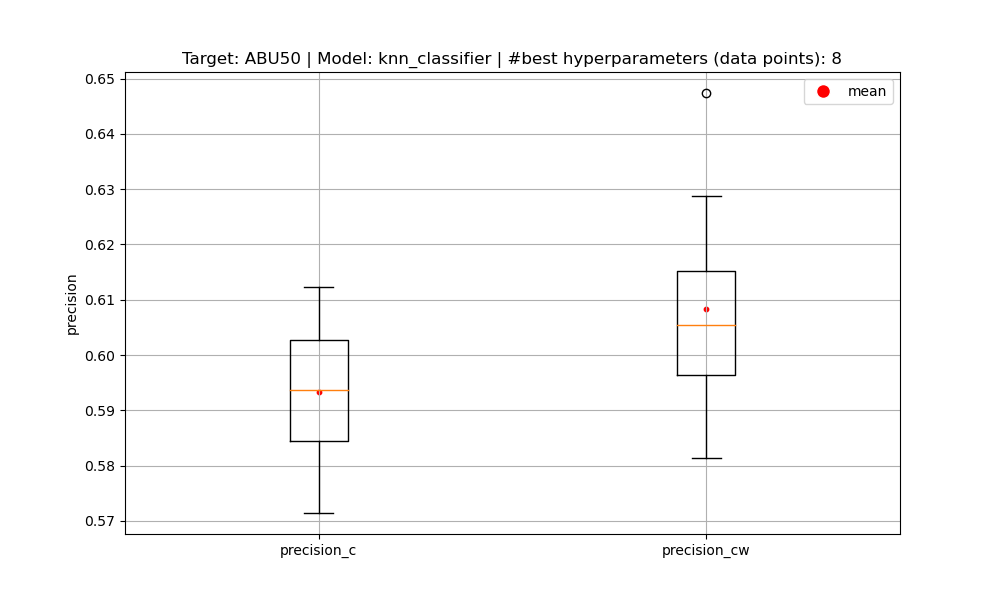 Target: ABU50 | Model: knn_classifier | #best hyperparameters (data points): 8
mean
precision
0.65
0.64
0.63
0.62
0.61
0.60
0.59
0.58
0.57
precision_c
precision_cw